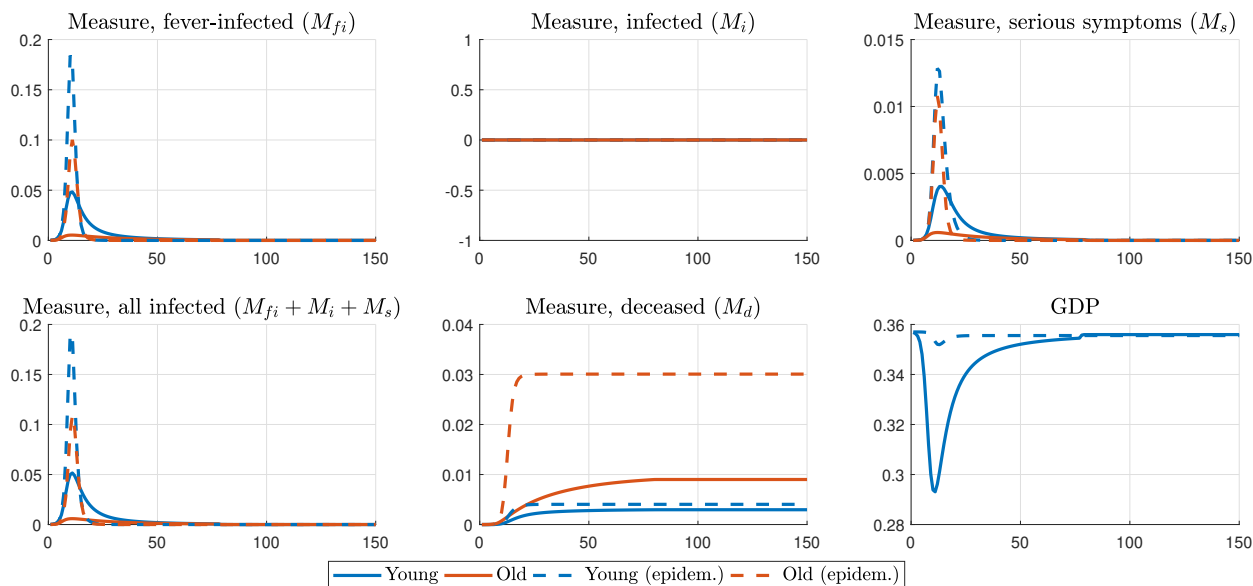 Measure, fever-infected (M_{fi})
0.2
0.15
0.1
0.05
0
0 50 100 150
Measure, infected (M_i)
1
0.5
0
-0.5
-1
0 50 100 150
Measure, serious symptoms (M_s)
0.015
0.01
0.005
0
0 50 100 150
Measure, all infected (M_{fi} + M_i + M_s)
0.2
0.15
0.1
0.05
0
0 50 100 150
Measure, deceased (M_d)
0.04
0.03
0.02
0.01
0
0 50 100 150
GDP
0.36
0.34
0.32
0.3
0.28
0 50 100 150
Young Old Young (epidem.) Old (epidem.)